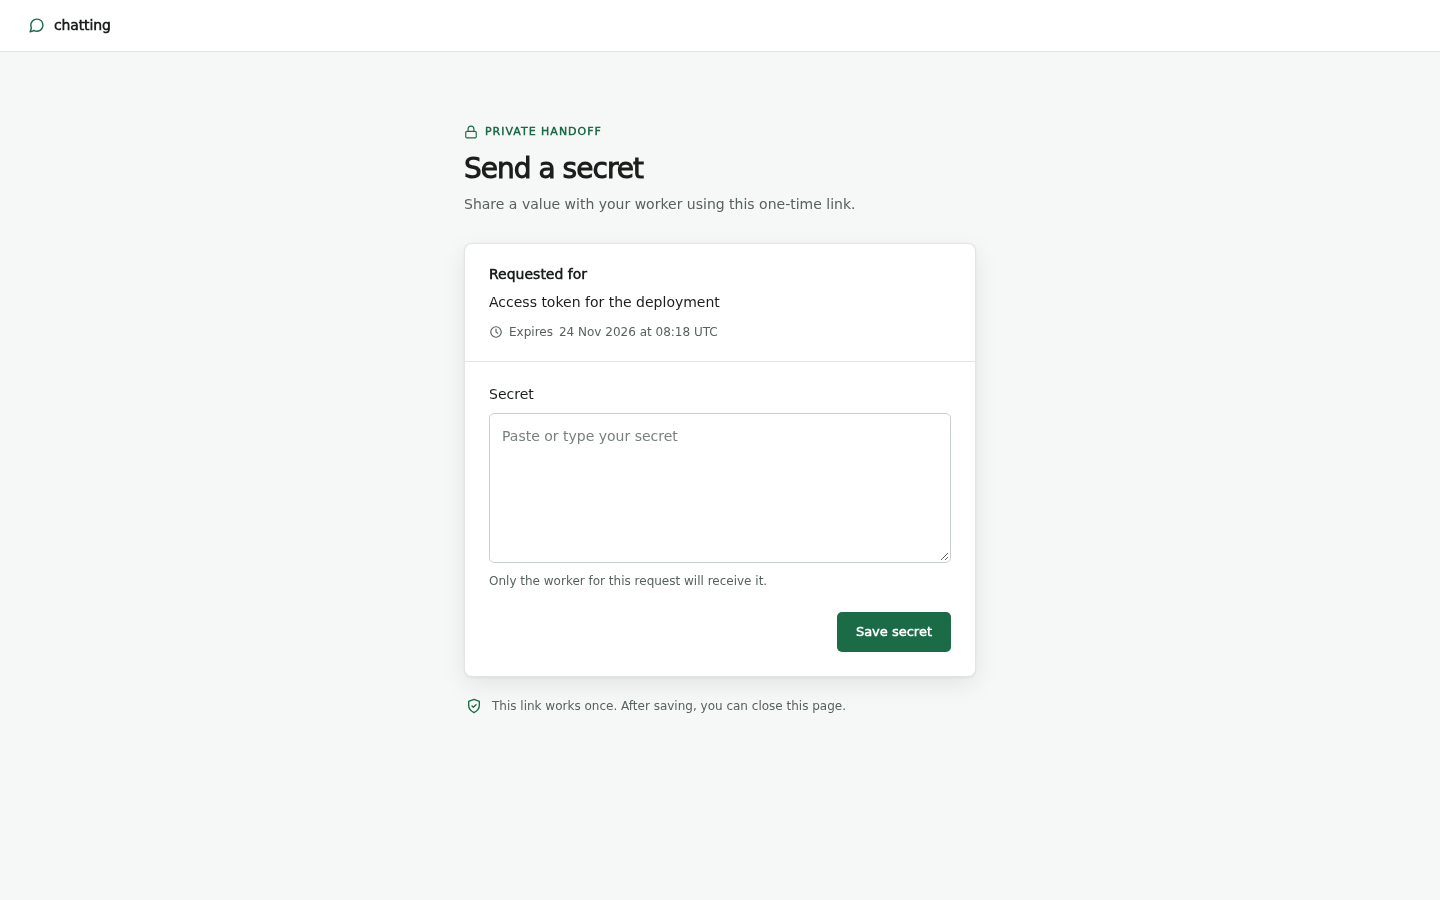 chatting
PRIVATE HANDOFF
Send a secret
Share a value with your worker using this one-time link.
Requested for
Access token for the deployment
Expires 24 Nov 2026 at 08:18 UTC
Secret
Paste or type your secret
Only the worker for this request will receive it.
Save secret
This link works once. After saving, you can close this page.